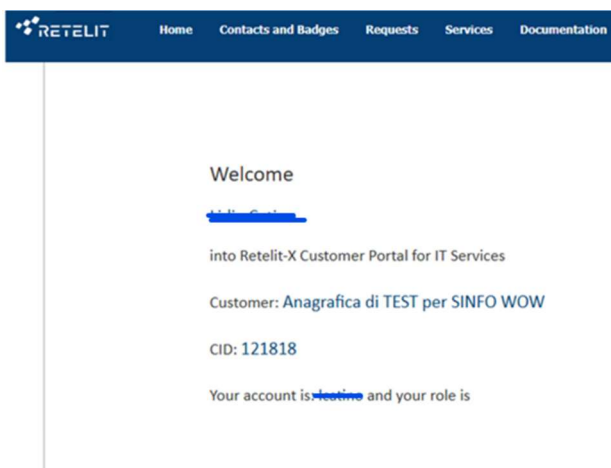 RETELIT Home Contacts and Badges Requests Services Documentation
Welcome
into Retelit-X Customer Portal for IT Services
Customer: Anagrafica di TEST per SINFO WOW
CID: 121818
Your account is: and your role is